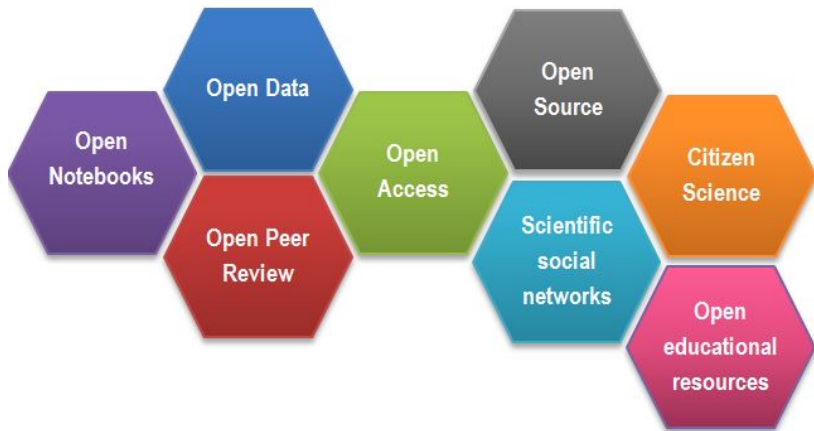 Open
Notebooks
Open Data
Open Peer
Review
Open
Access
Open
Source
Scientific
social
networks
Citizen
Science
Open
educational
resources